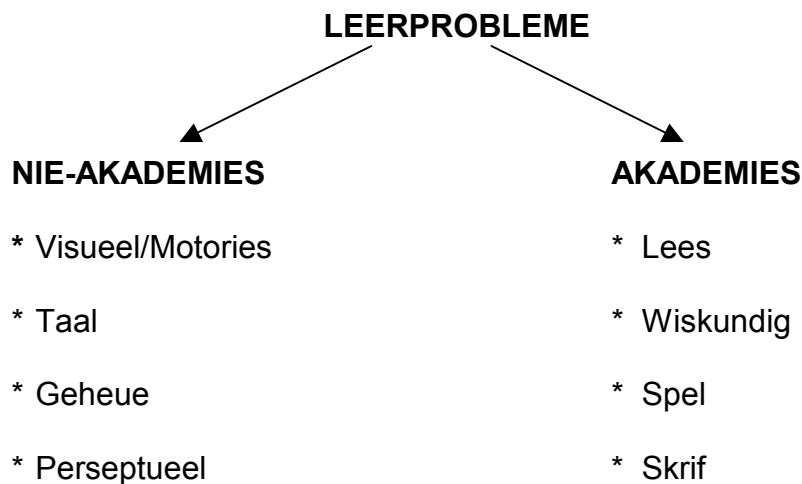 LEERPROBLEME
NIE-AKADEMIES
* Visueel/Motories
* Taal
* Geheue
* Perseptueel
AKADEMIES
* Lees
* Wiskundig
* Spel
* Skrif